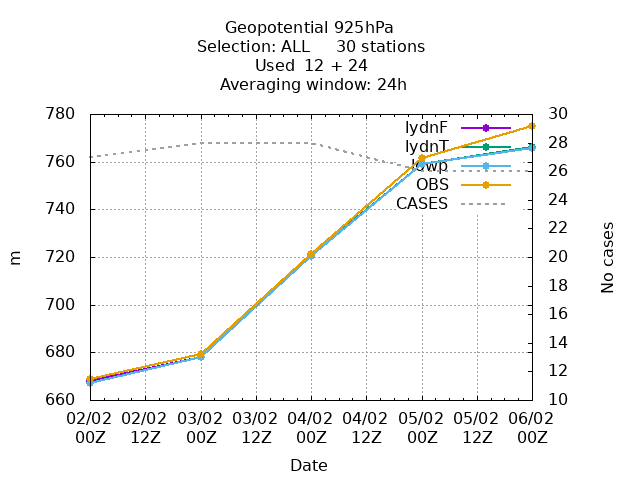 Geopotential 925hPa
Selection: ALL 30 stations
Used 12 + 24
Averaging window: 24h
780
760
740
720
700
680
660
m
30
28
26
24
22
20
18
16
14
12
10
No cases
lydnF
lydnT
OBS
CASES
02/02 02/02 03/02 03/02 04/02 04/02 05/02 05/02 06/02
00Z 12Z 00Z 12Z 00Z 12Z 00Z 12Z 00Z
Date